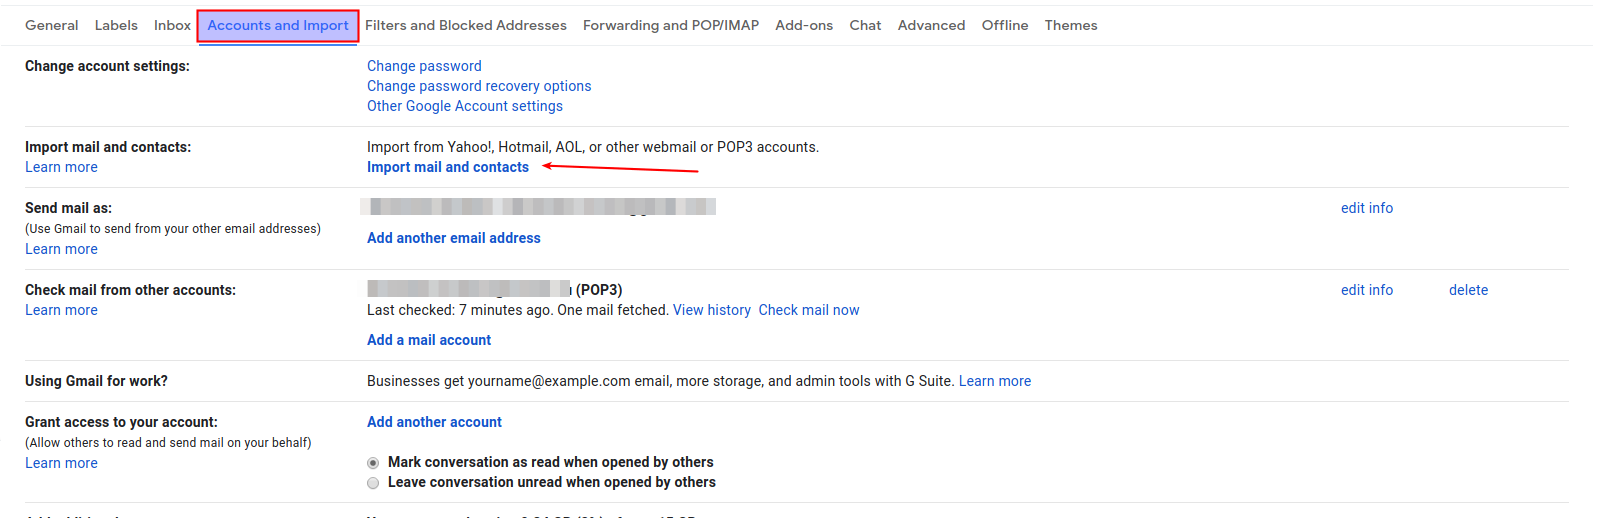 General Labels Inbox Accounts and Import Filters and Blocked Addresses Forwarding and POP/IMAP Add-ons Chat Advanced Offline Themes
Change account settings: Change password
Change password recovery options
Other Google Account settings
Import mail and contacts: Import from Yahoo!, Hotmail, AOL, or other webmail or POP3 accounts.
Learn more Import mail and contacts
Send mail as: edit info
(Use Gmail to send from your other email addresses)
Learn more Add another email address
Check mail from other accounts: (POP3) edit info delete
Learn more Last checked: 7 minutes ago. One mail fetched. View history Check mail now
Add a mail account
Using Gmail for work? Businesses get yourname@example.com email, more storage, and admin tools with G Suite. Learn more
Grant access to your account: Add another account
(Allow others to read and send mail on your behalf)
Learn more Mark conversation as read when opened by others
Leave conversation unread when opened by others